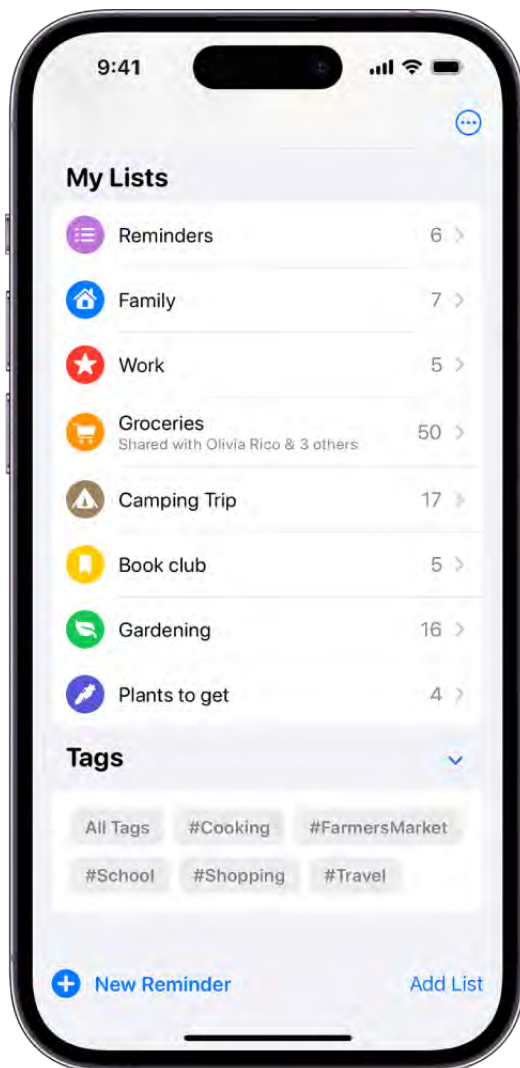 9:41
My Lists
Reminders 6
Family 7
Work 5
Groceries 50
Shared with Olivia Rico & 3 others
Camping Trip 17
Book club 5
Gardening 16
Plants to get 4
Tags
All Tags #Cooking #FarmersMarket
#School #Shopping #Travel
New Reminder Add List